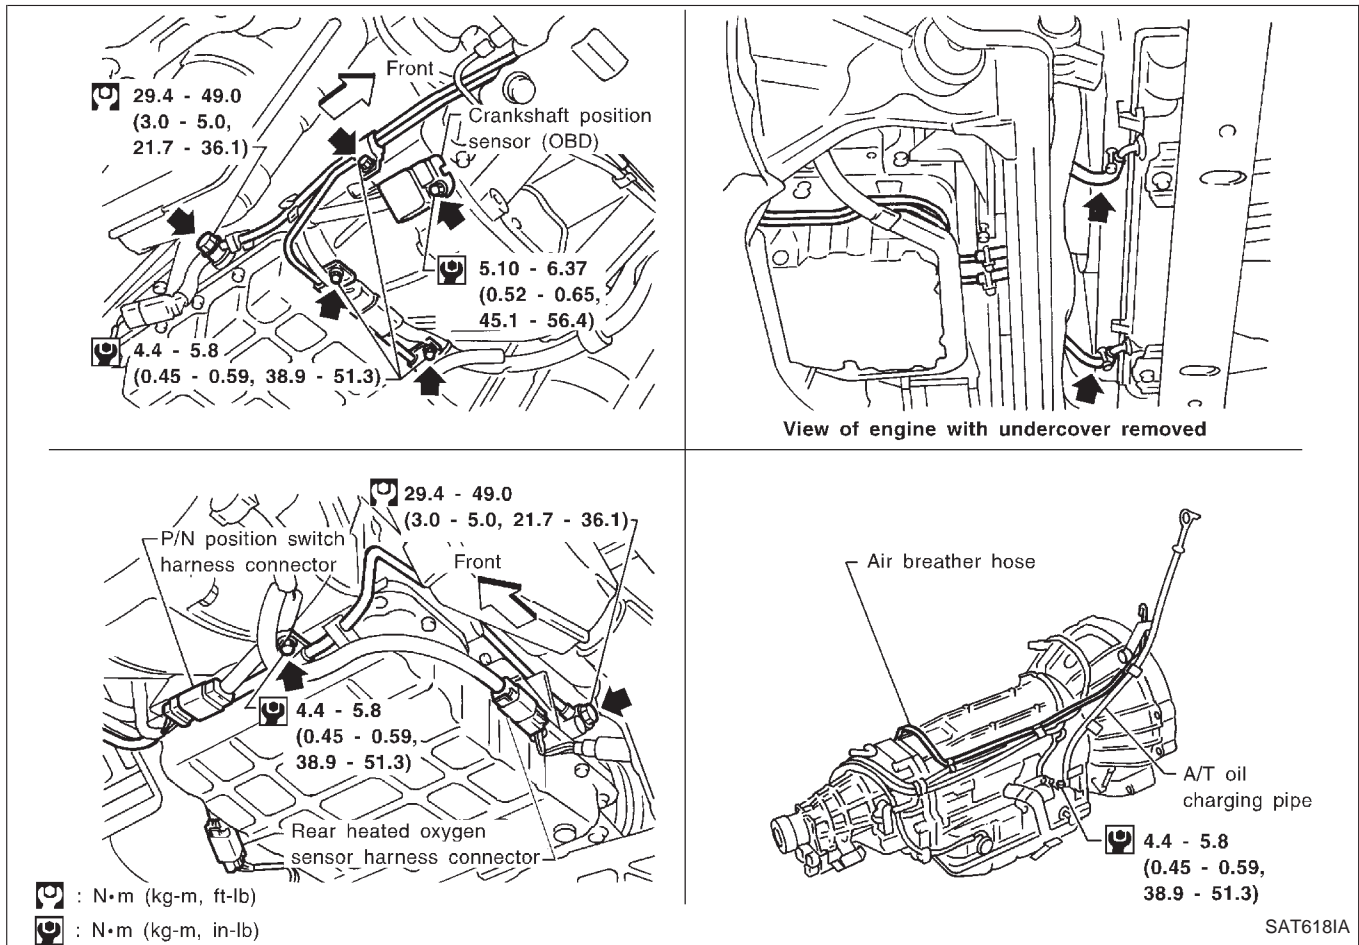 Front
29.4 - 49.0
(3.0 - 5.0,
21.7 - 36.1)
Crankshaft position
sensor (OBD)
5.10 - 6.37
(0.52 - 0.65,
45.1 - 56.4)
4.4 - 5.8
(0.45 - 0.59, 38.9 - 51.3)
View of engine with undercover removed
29.4 - 49.0
(3.0 - 5.0, 21.7 - 36.1)
P/N position switch
harness connector
Front
4.4 - 5.8
(0.45 - 0.59,
38.9 - 51.3)
Rear heated oxygen
sensor harness connector
Air breather hose
A/T oil
charging pipe
4.4 - 5.8
(0.45 - 0.59,
38.9 - 51.3)
: N•m (kg-m, ft-lb)
: N•m (kg-m, in-lb)
SAT618IA